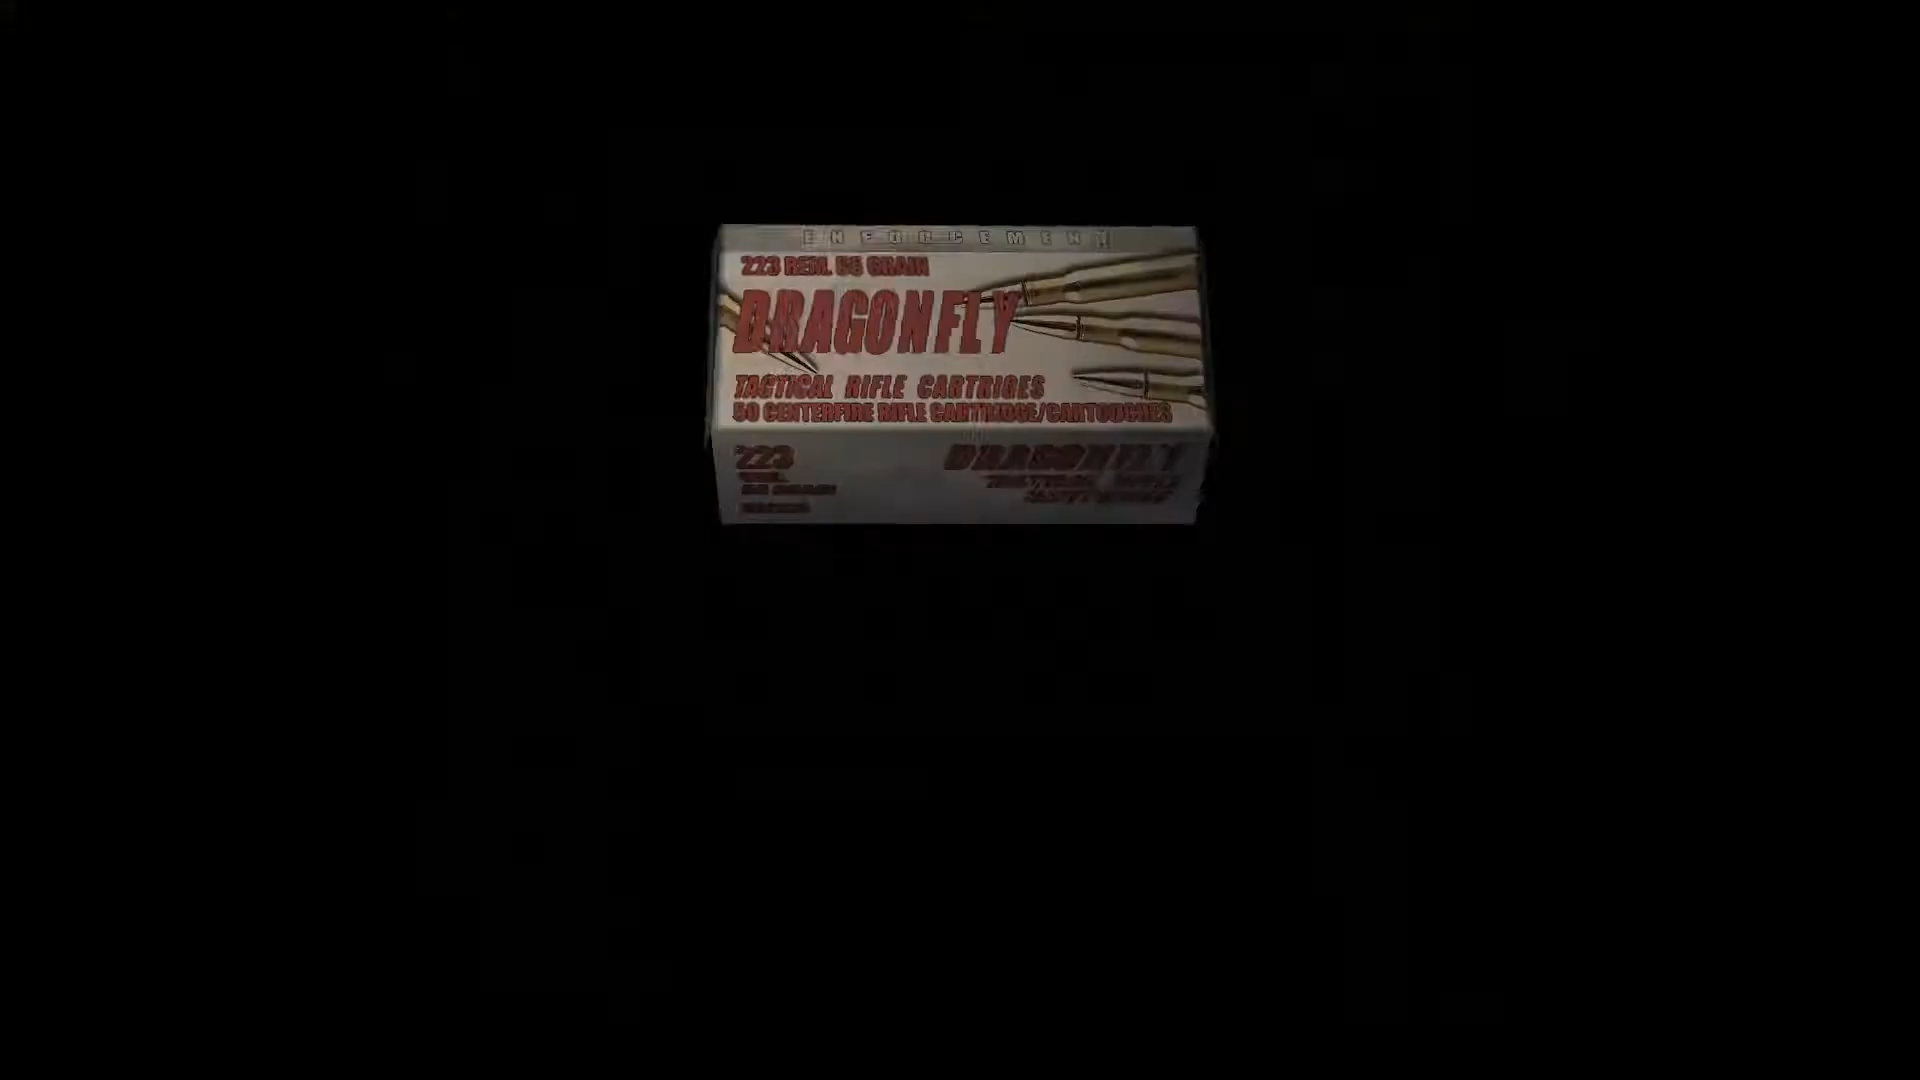 ENFORCEMENT
223 REM. 55 GRAIN
DRAGONFLY
TACTICAL RIFLE CARTRIGES
50 CENTERFIRE RIFLE CARTRIDGE/CARTOUCHES
223
DRAGONFLY